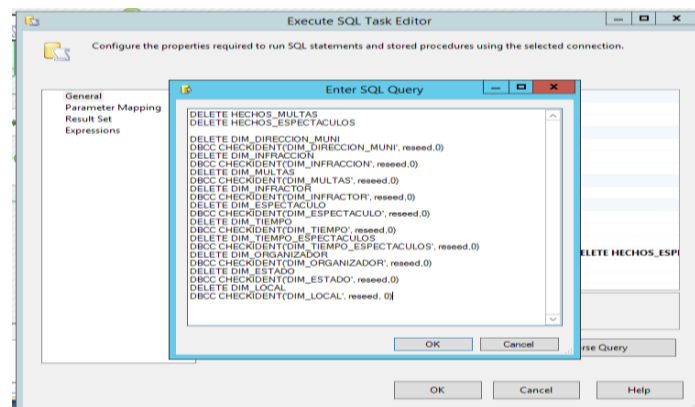 Execute SQL Task Editor
Configure the properties required to run SQL statements and stored procedures using the selected connection.
General
Parameter Mapping
Result Set
Expressions
Enter SQL Query
DELETE HECHOS_MULTAS
DELETE HECHOS_ESPECTACULOS
DELETE DIM_DIRECCION_MUNI
DBCC CHECKIDENT('DIM_DIRECCION_MUNI', reseed,0)
DELETE DIM_INFRACCION
DBCC CHECKIDENT('DIM_INFRACCION', reseed,0)
DELETE DIM_MULTAS
DBCC CHECKIDENT('DIM_MULTAS', reseed,0)
DELETE DIM_INFRACTOR
DBCC CHECKIDENT('DIM_INFRACTOR', reseed,0)
DELETE DIM_ESPECTACULO
DBCC CHECKIDENT('DIM_ESPECTACULO', reseed,0)
DELETE DIM_TIEMPO
DBCC CHECKIDENT('DIM_TIEMPO', reseed,0)
DELETE DIM_TIEMPO_ESPECTACULOS
DBCC CHECKIDENT('DIM_TIEMPO_ESPECTACULOS', reseed,0)
DELETE DIM_ORGANIZADOR
DBCC CHECKIDENT('DIM_ORGANIZADOR', reseed,0)
DELETE DIM_ESTADO
DBCC CHECKIDENT('DIM_ESTADO', reseed,0)
DELETE DIM_LOCAL
DBCC CHECKIDENT('DIM_LOCAL', reseed, 0)
ELETE HECHOS_ESPI
OK
Cancel
rse Query
OK
Cancel
Help